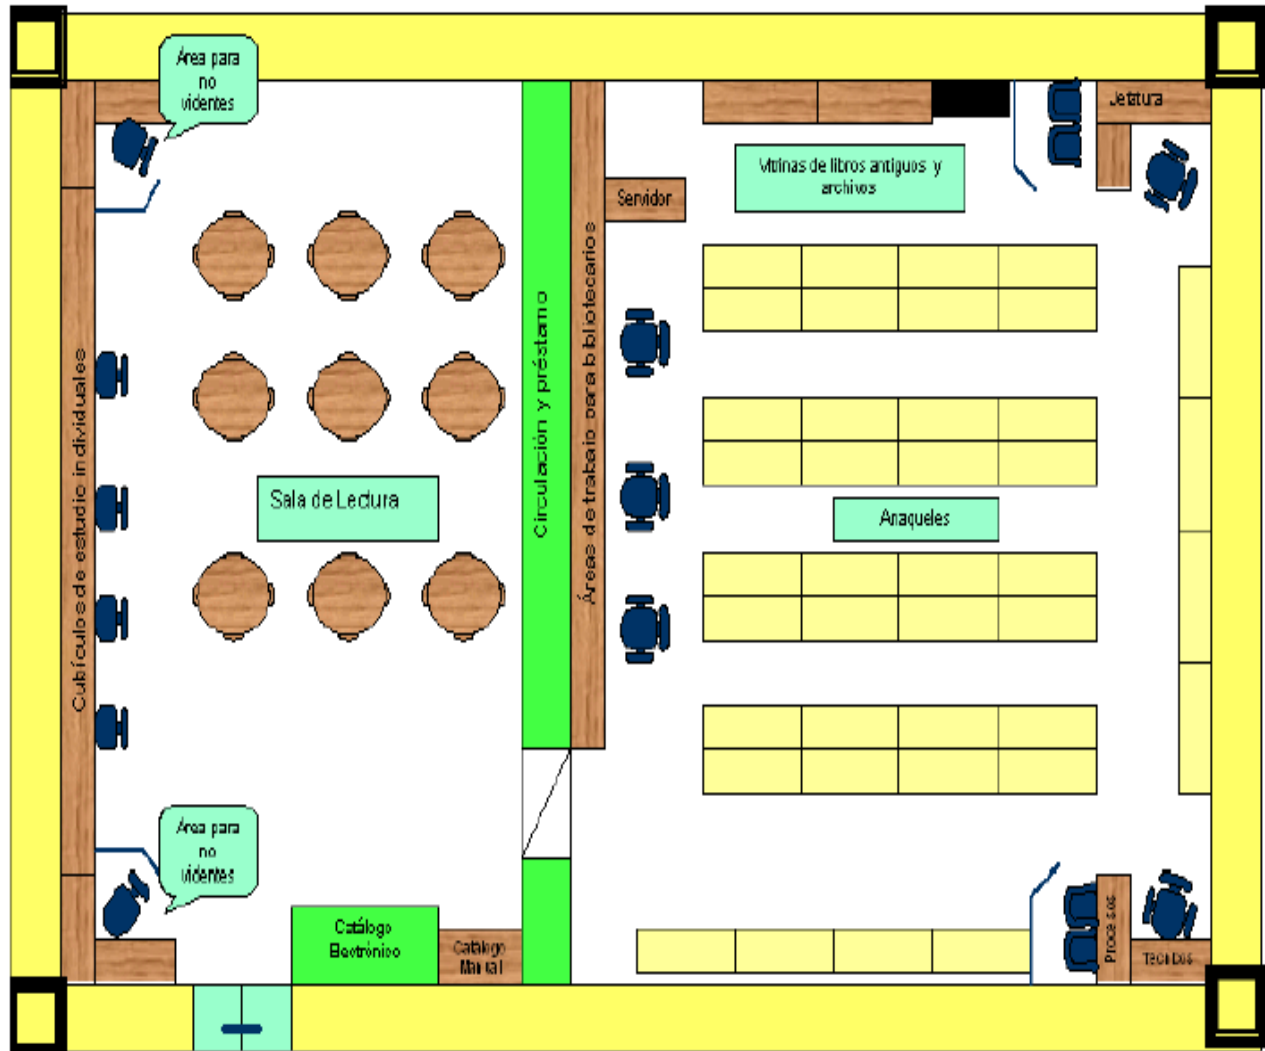 Área para
no
videntes
Jefatura
Vitrinas de libros antiguos y
archivos
Servidor
Cubículos de estudio individuales
Sala de Lectura
Circulación y préstamo
Áreas de trabajo para bibliotecarios
Anaqueles
Área para
no
videntes
Catálogo
Electrónico
Catálogo
Manual
Procesos
Técnicos